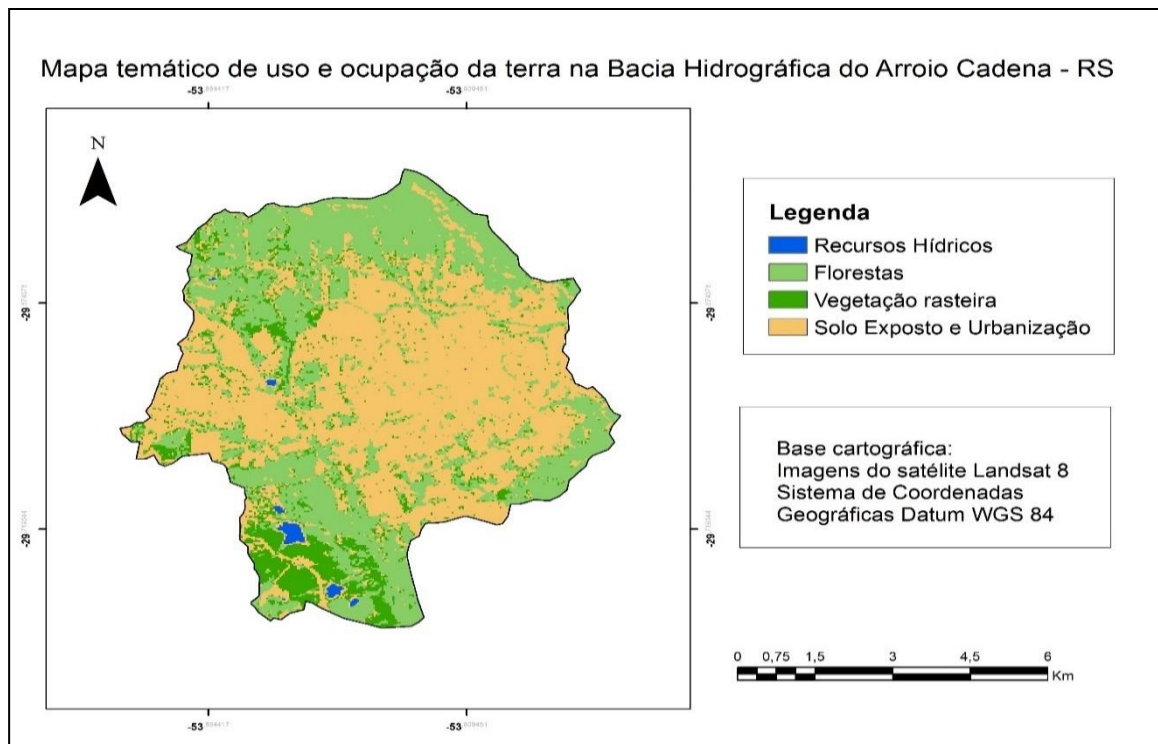 Mapa temático de uso e ocupação da terra na Bacia Hidrográfica do Arroio Cadena - RS
-53
-53
N
-29
-29
-29
-29
-53
-53
Legenda
Recursos Hídricos
Florestas
Vegetação rasteira
Solo Exposto e Urbanização
Base cartográfica:
Imagens do satélite Landsat 8
Sistema de Coordenadas
Geográficas Datum WGS 84
0 0,75 1,5 3 4,5 6
Km